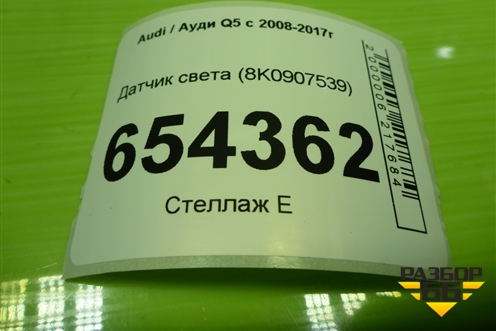 Audi / Ауди Q5 с 2008-2017г
Датчик света (8K0907539)
654362
Стеллаж Е
2000006217684
РАЗБОР
66